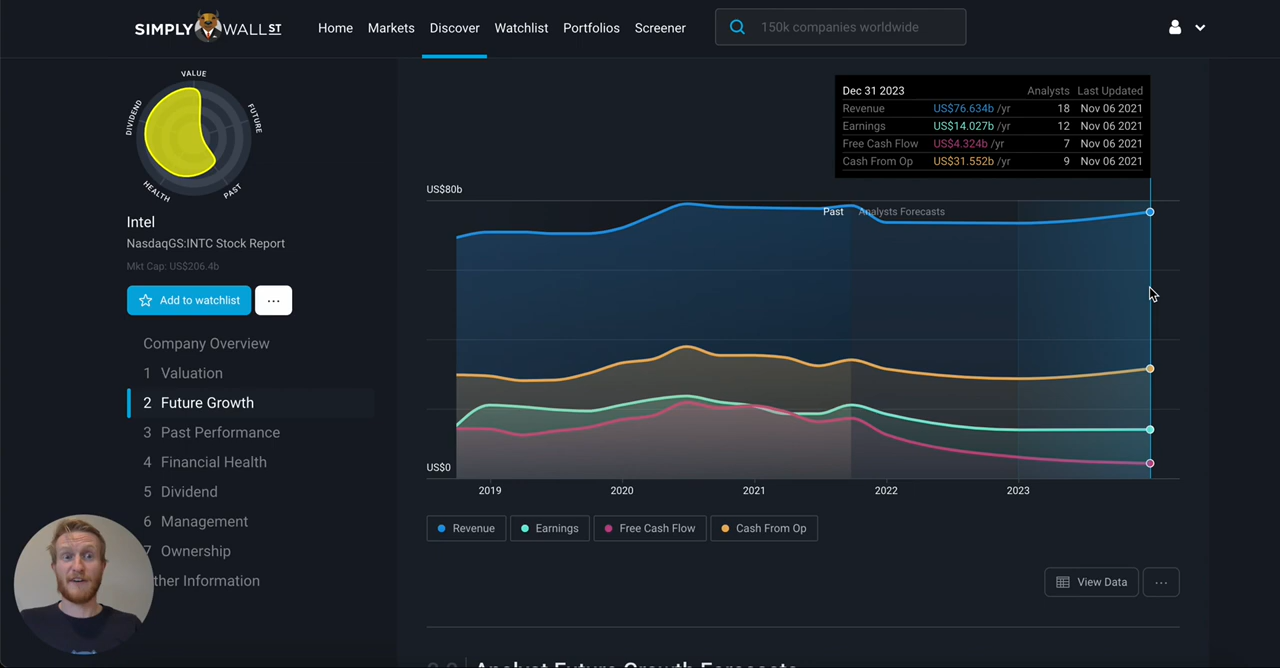 SIMPLY WALL ST
Home Markets Discover Watchlist Portfolios Screener
150k companies worldwide
VALUE
FUTURE
PAST
HEALTH
DIVIDEND
Intel
NasdaqGS:INTC Stock Report
Mkt Cap: US$206.4b
Add to watchlist ...
Company Overview
1 Valuation
2 Future Growth
3 Past Performance
4 Financial Health
5 Dividend
6 Management
7 Ownership
ther Information
Dec 31 2023 Analysts Last Updated
Revenue US$76.634b /yr 18 Nov 06 2021
Earnings US$14.027b /yr 12 Nov 06 2021
Free Cash Flow US$4.324b /yr 7 Nov 06 2021
Cash From Op US$31.552b /yr 9 Nov 06 2021
US$80b
Past Analysts Forecasts
US$0
2019 2020 2021 2022 2023
Revenue Earnings Free Cash Flow Cash From Op
View Data ...
Analyst Future Growth Forecasts